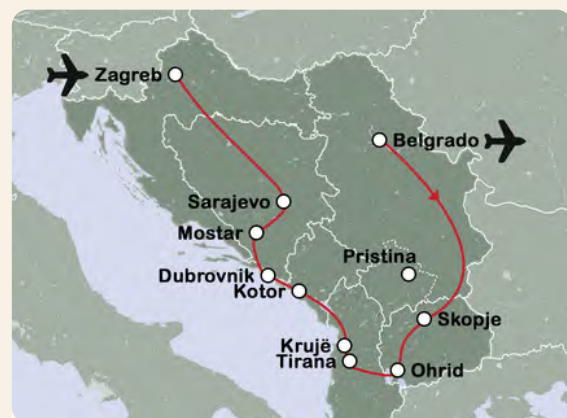 Zagreb
Belgrado
Sarajevo
Mostar
Pristina
Dubrovnik
Kotor
Skopje
Krujë
Tirana
Ohrid